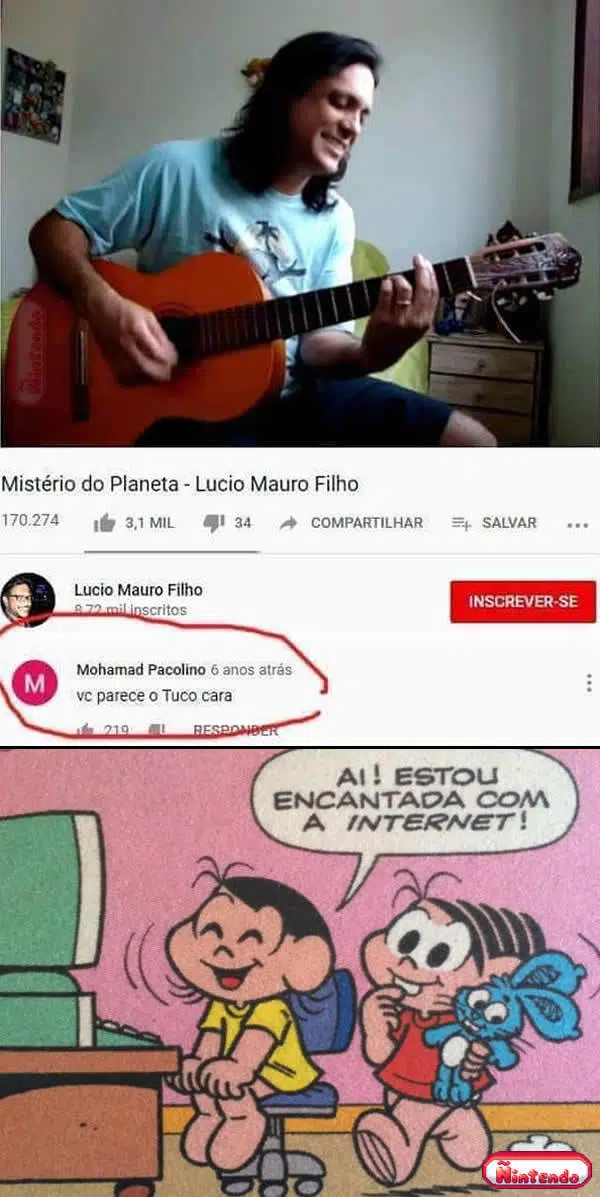 Ñintendo
Mistério do Planeta - Lucio Mauro Filho
170.274 3,1 MIL 34 COMPARTILHAR SALVAR
Lucio Mauro Filho
8,72 mil inscritos
INSCREVER-SE
M
Mohamad Pacolino 6 anos atrás
vc parece o Tuco cara
219 RESPONDER
AI! ESTOU
ENCANTADA COM
A INTERNET!
Ñintendo